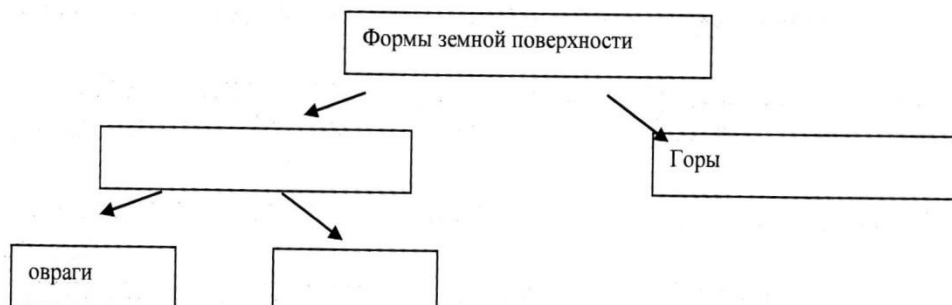 Формы земной поверхности
Горы
овраги